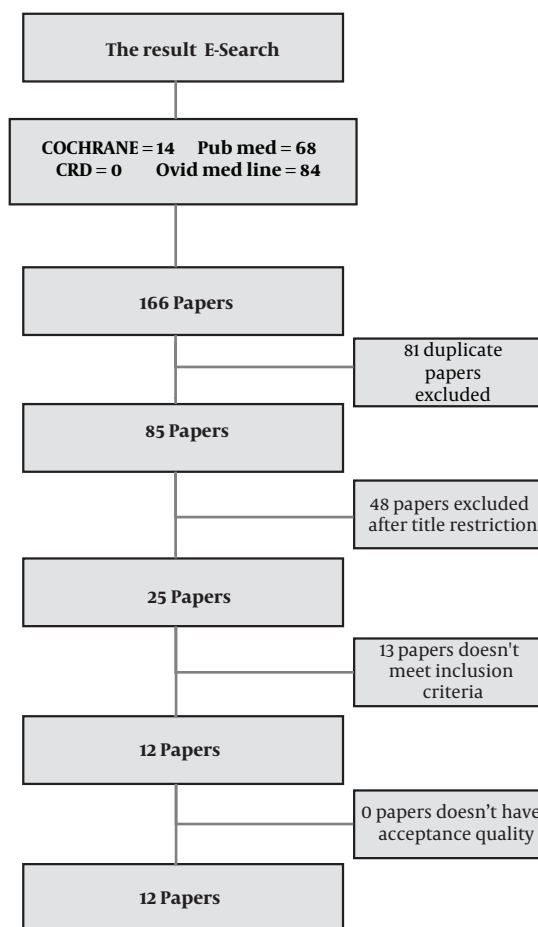 The result E-Search
COCHRANE = 14 Pub med = 68
CRD = 0 Ovid med line = 84
166 Papers
81 duplicate
papers
excluded
85 Papers
48 papers excluded
after title restriction
25 Papers
13 papers doesn't
meet inclusion
criteria
12 Papers
0 papers doesn’t have
acceptance quality
12 Papers